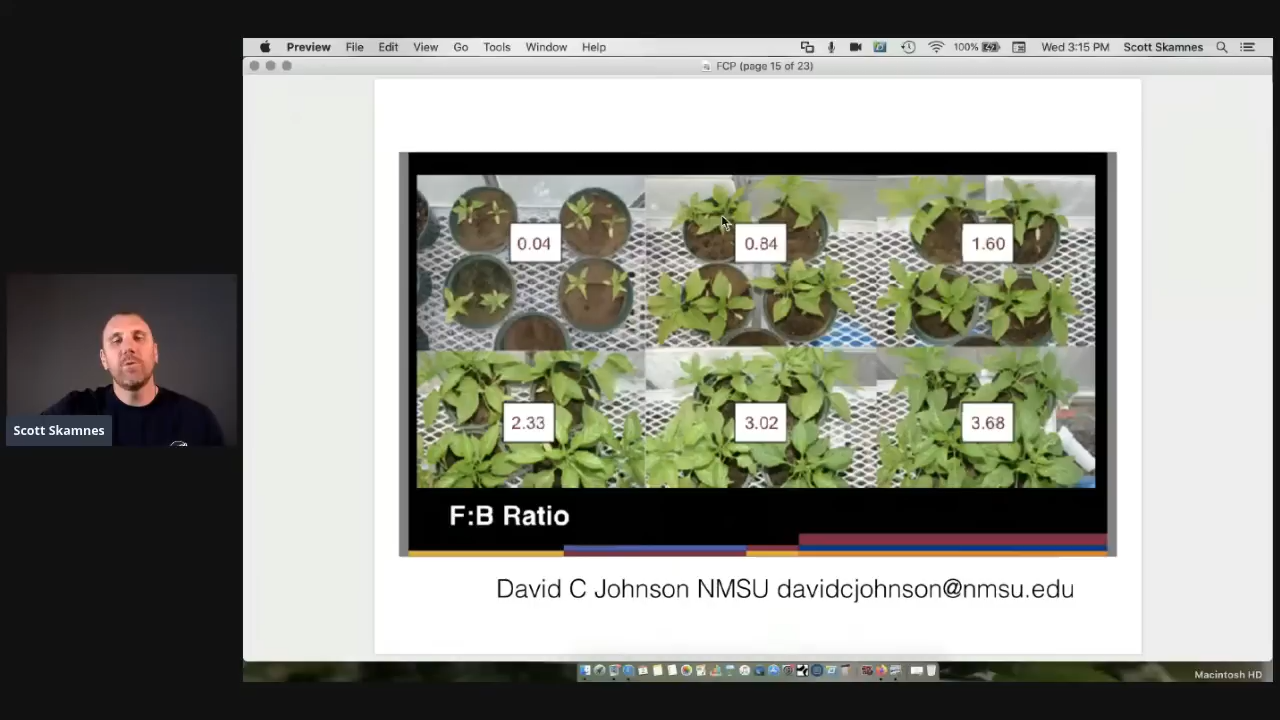 Preview File Edit View Go Tools Window Help 100% Wed 3:15 PM Scott Skamnes
FCP (page 15 of 23)
0.04 0.84 1.60
2.33 3.02 3.68
Scott Skamnes
F:B Ratio
David C Johnson NMSU davidcjohnson@nmsu.edu
Macintosh HD